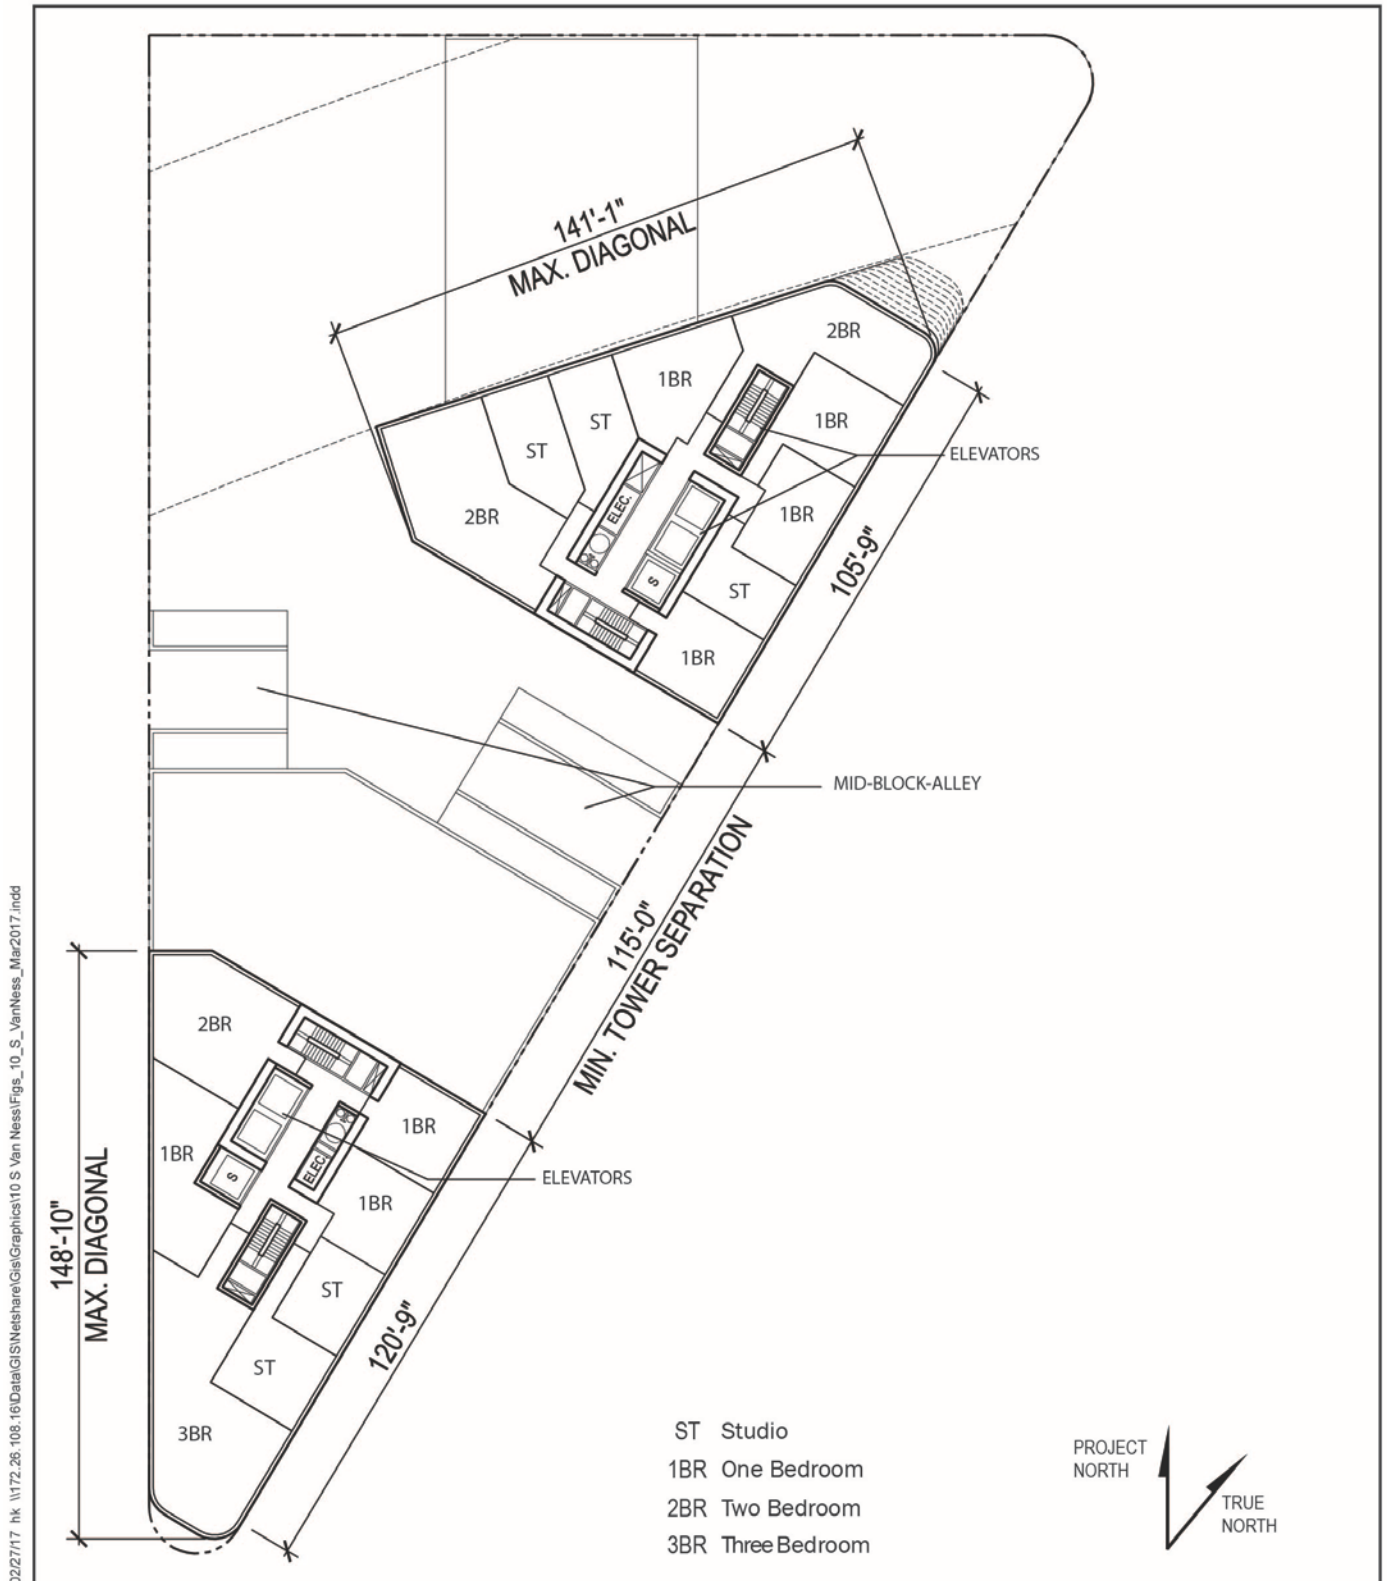 141'-1"
MAX. DIAGONAL
2BR
1BR
ST
1BR
ST
ELEVATORS
2BR
ELEC.
1BR
105'-9"
S
ST
1BR
MID-BLOCK-ALLEY
115'-0"
MIN. TOWER SEPARATION
2BR
1BR
1BR
ELEC.
S
ELEVATORS
1BR
148'-10"
MAX. DIAGONAL
ST
120'-9"
ST
3BR
ST Studio
1BR One Bedroom
2BR Two Bedroom
3BR Three Bedroom
PROJECT
NORTH
TRUE
NORTH
02/27/17 hk \\172.26.108.16\Data\GIS\Netshare\Gis\Graphics\10 S Van Ness\Figs_10_S_VanNess_Mar2017.indd